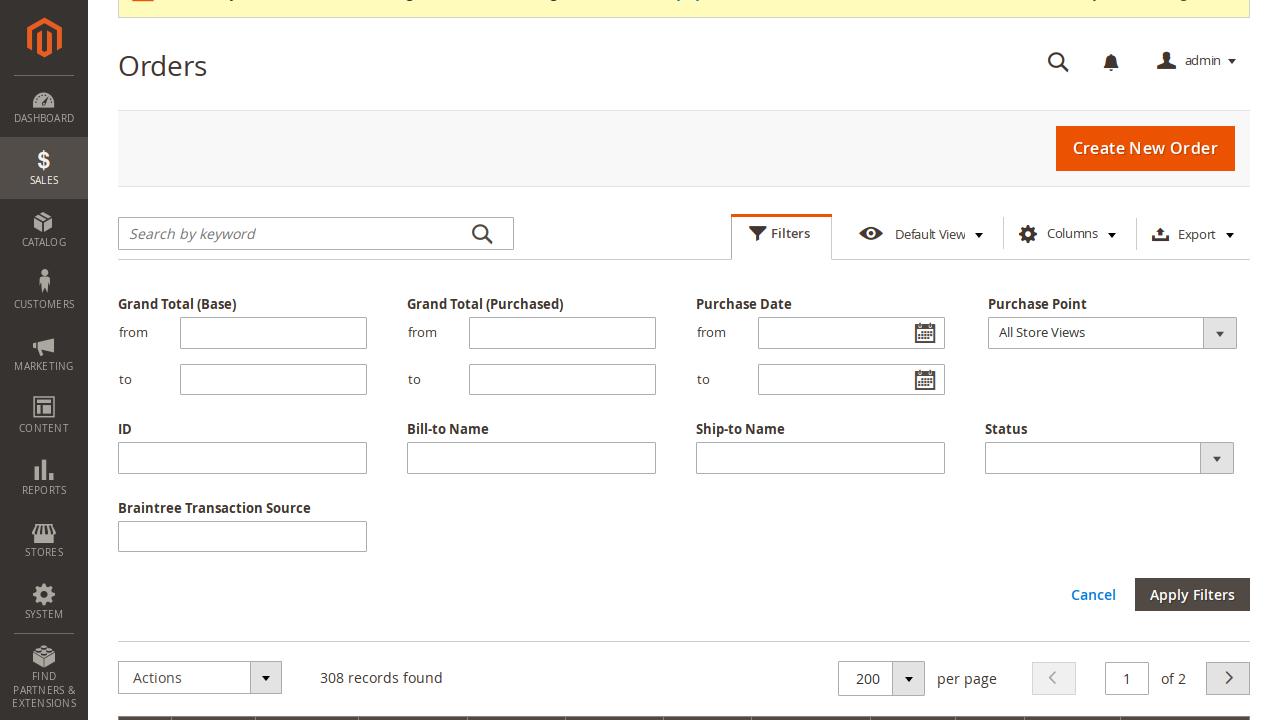 Orders
admin
DASHBOARD
SALES
CATALOG
CUSTOMERS
MARKETING
CONTENT
REPORTS
STORES
SYSTEM
FIND
PARTNERS &
EXTENSIONS
Create New Order
Search by keyword
Filters
Default View
Columns
Export
Grand Total (Base)
from
to
Grand Total (Purchased)
from
to
Purchase Date
from
to
Purchase Point
All Store Views
ID
Bill-to Name
Ship-to Name
Status
Braintree Transaction Source
Cancel
Apply Filters
Actions
308 records found
200
per page
1
of 2